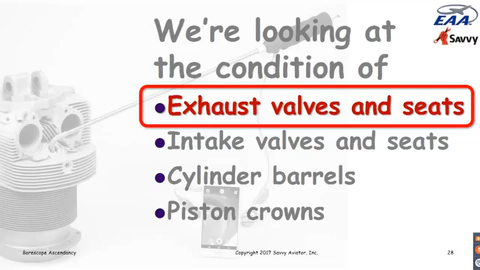 We're looking at
the condition of
Exhaust valves and seats
Intake valves and seats
Cylinder barrels
Piston crowns
EAA
SAVVY
Borescope Ascendancy
Copyright 2017 Savvy Aviator, Inc.
28